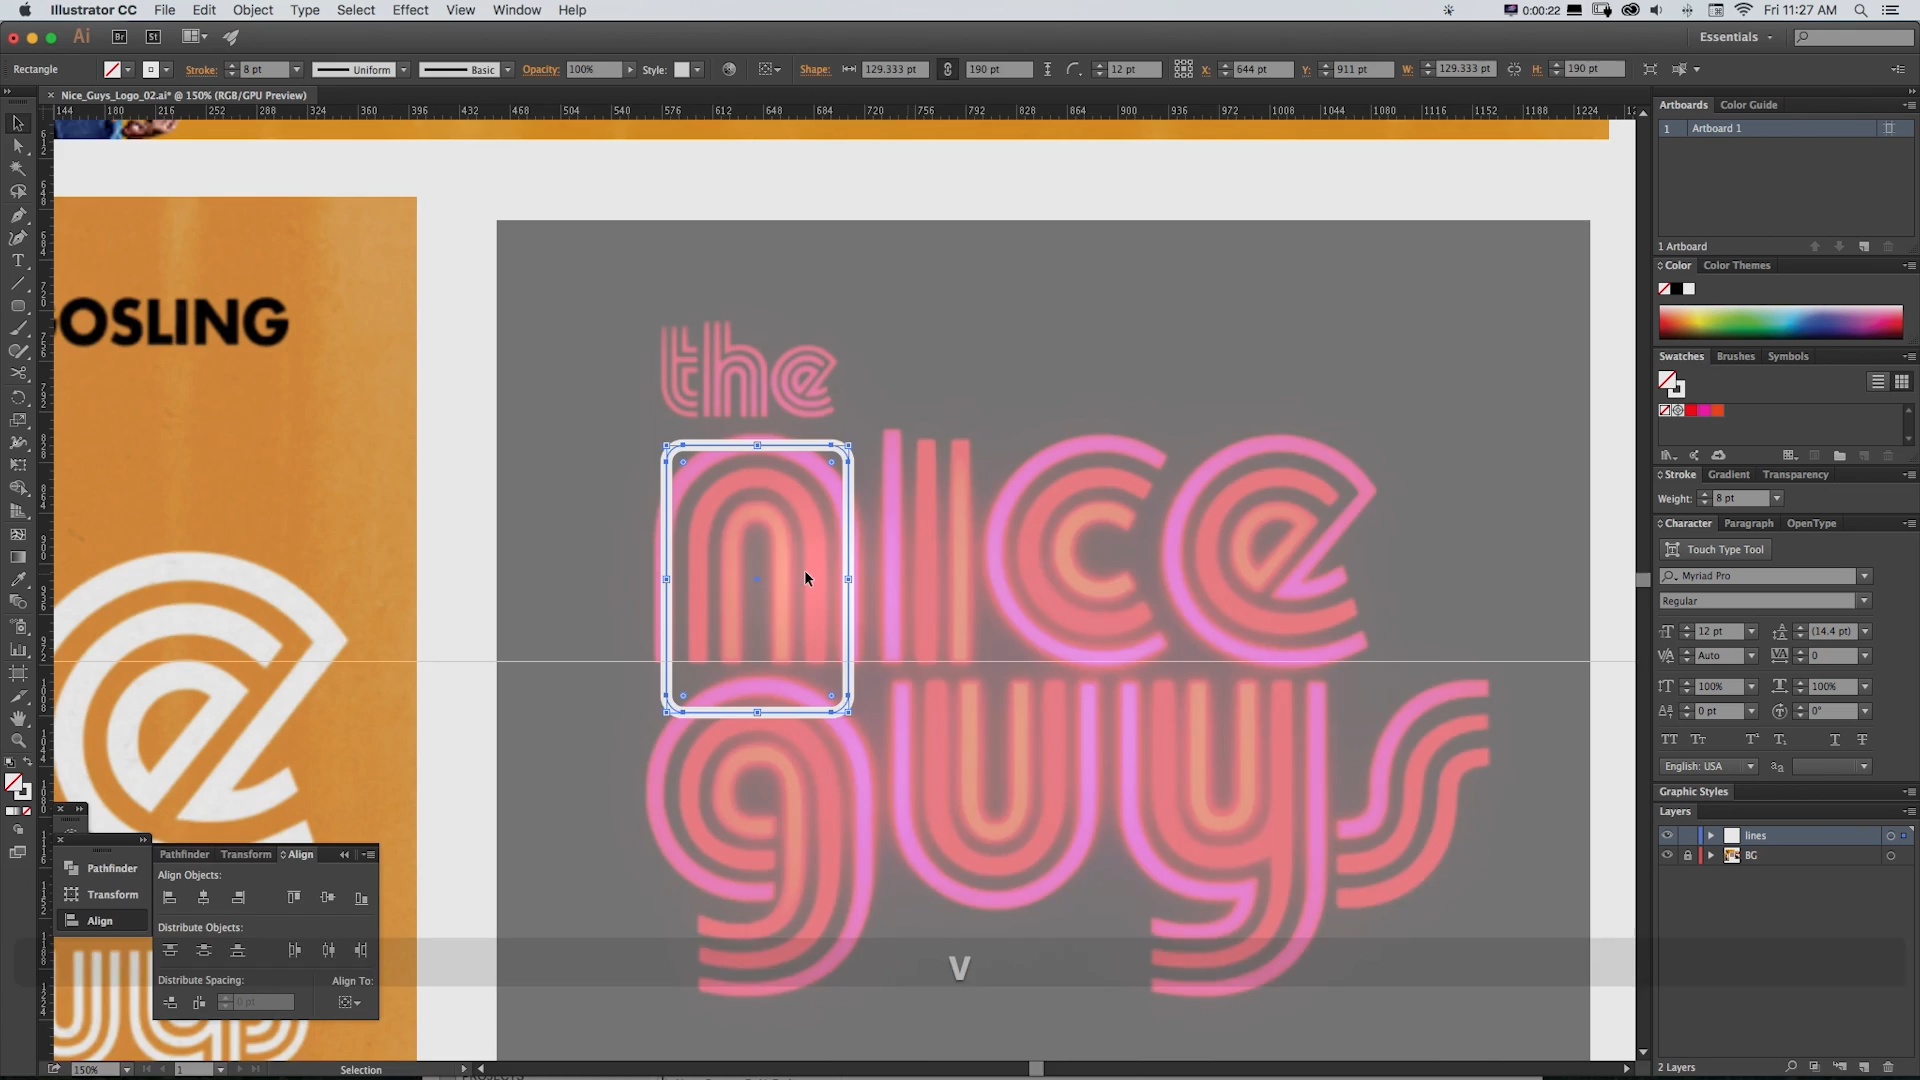 Illustrator CC File Edit Object Type Select Effect View Window Help
0:00:22 Fri 11:27 AM
Ai Br St Essentials
Rectangle Stroke: 8 pt Uniform Basic Opacity: 100% Style: Shape: 129.333 pt 190 pt 12 pt X: 644 pt Y: 911 pt W: 129.333 pt H: 190 pt
Nice_Guys_Logo_02.ai* @ 150% (RGB/GPU Preview)
144 180 216 252 288 324 360 396 432 468 504 540 576 612 648 684 720 756 792 828 864 900 936 972 1008 1044 1080 1116 1152 1188 1224
Artboards Color Guide
1 Artboard 1
1 Artboard
Color Color Themes
Swatches Brushes Symbols
Stroke Gradient Transparency
Weight: 8 pt
Character Paragraph OpenType
Touch Type Tool
Myriad Pro
Regular
12 pt (14.4 pt)
Auto 0
100% 100%
0 pt 0°
English: USA
Graphic Styles
Layers
lines
BG
2 Layers
GOSLING
the
nice
guys
Pathfinder
Transform
Align
Pathfinder Transform Align
Align Objects:
Distribute Objects:
Distribute Spacing: Align To:
0 pt
V
150% 1 Selection